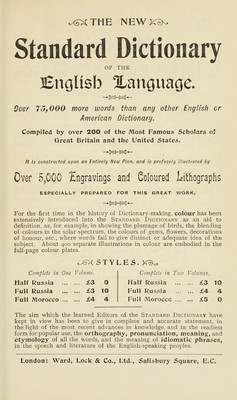 THE NEW
Standard Dictionary
OF THE
English Language.
Over 75,000 more words than any other English or
American Dictionary.
Compiled by over 200 of the Most Famous Scholars of
Great Britain and the United States.
It is constructed upon an Entirely New Plan, and is profusely illustrated by
Over 5,000 Engravings and Coloured Lithographs
ESPECIALLY PREPARED FOR THIS GREAT WORK.
For the first time in the history of Dictionary-making, colour has been
extensively introduced into the STANDARD DICTIONARY as an aid to
definition, as, for example, in showing the plumage of birds, the blending
of colours in the solar spectrum, the colours of gems, flowers, decorations
of honour, etc., where words fail to give distinct or adequate idea of the
subject. About 400 separate illustrations in colour are embodied in the
full-page colour plates.
STYLES.
Complete in One Volume.
Half Russia ... ... £3 0
Full Russia ... ... £3 10
Full Morocco ... ... £4 4
Complete in Two Volumes.
Half Russia ... ... £3 10
Full Russia ... ... £4 4
Full Morocco ... ... £5 0
The aim which the learned Editors of the STANDARD DICTIONARY have
kept in view has been to give in complete and accurate statement, in
the light of the most recent advances in knowledge, and in the readiest
form for popular use, the orthography, pronunciation, meaning, and
etymology of all the words, and the meaning of idiomatic phrases,
in the speech and literature of the English-speaking peoples.
London: Ward, Lock & Co., Ltd., Salisbury Square, E.C.